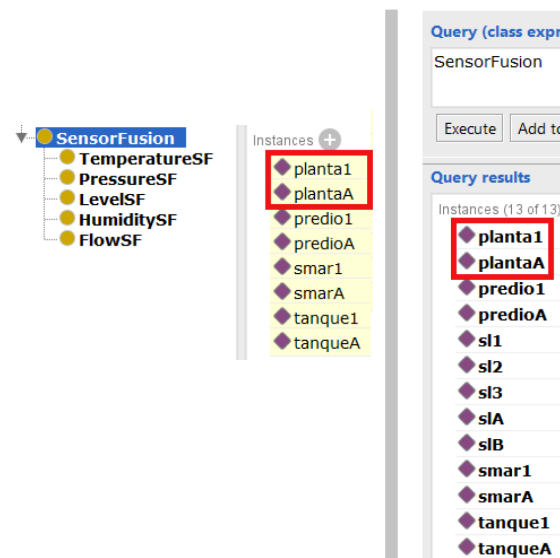 SensorFusion
TemperatureSF
PressureSF
LevelSF
HumiditySF
FlowSF
Instances
planta1
plantaA
predio1
predioA
smar1
smarA
tanque1
tanqueA
Query (class expr
SensorFusion
Execute
Add to
Query results
Instances (13 of 13)
planta1
plantaA
predio1
predioA
sl1
sl2
sl3
slA
slB
smar1
smarA
tanque1
tanqueA